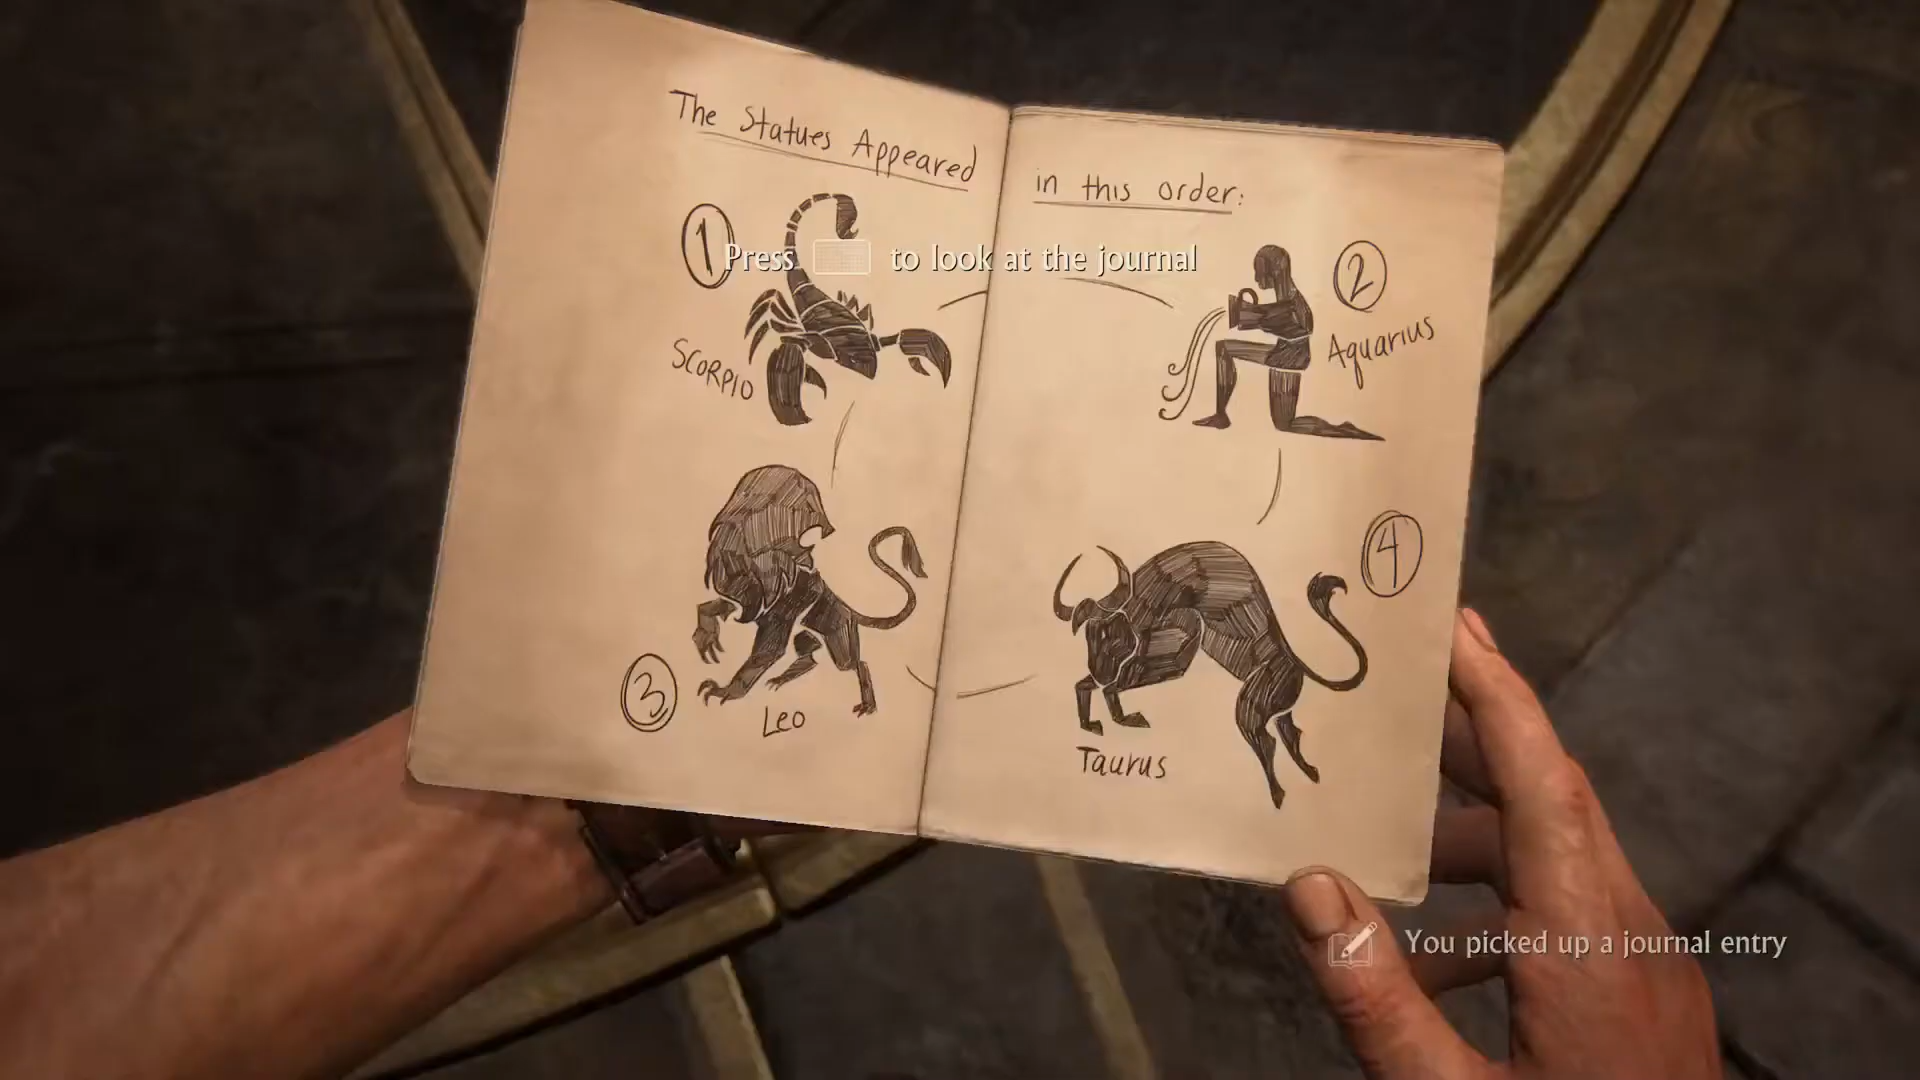 The Statues Appeared
in this order:
1
Press to look at the journal
2
SCORPIO
Aquarius
3
Leo
4
Taurus
You picked up a journal entry